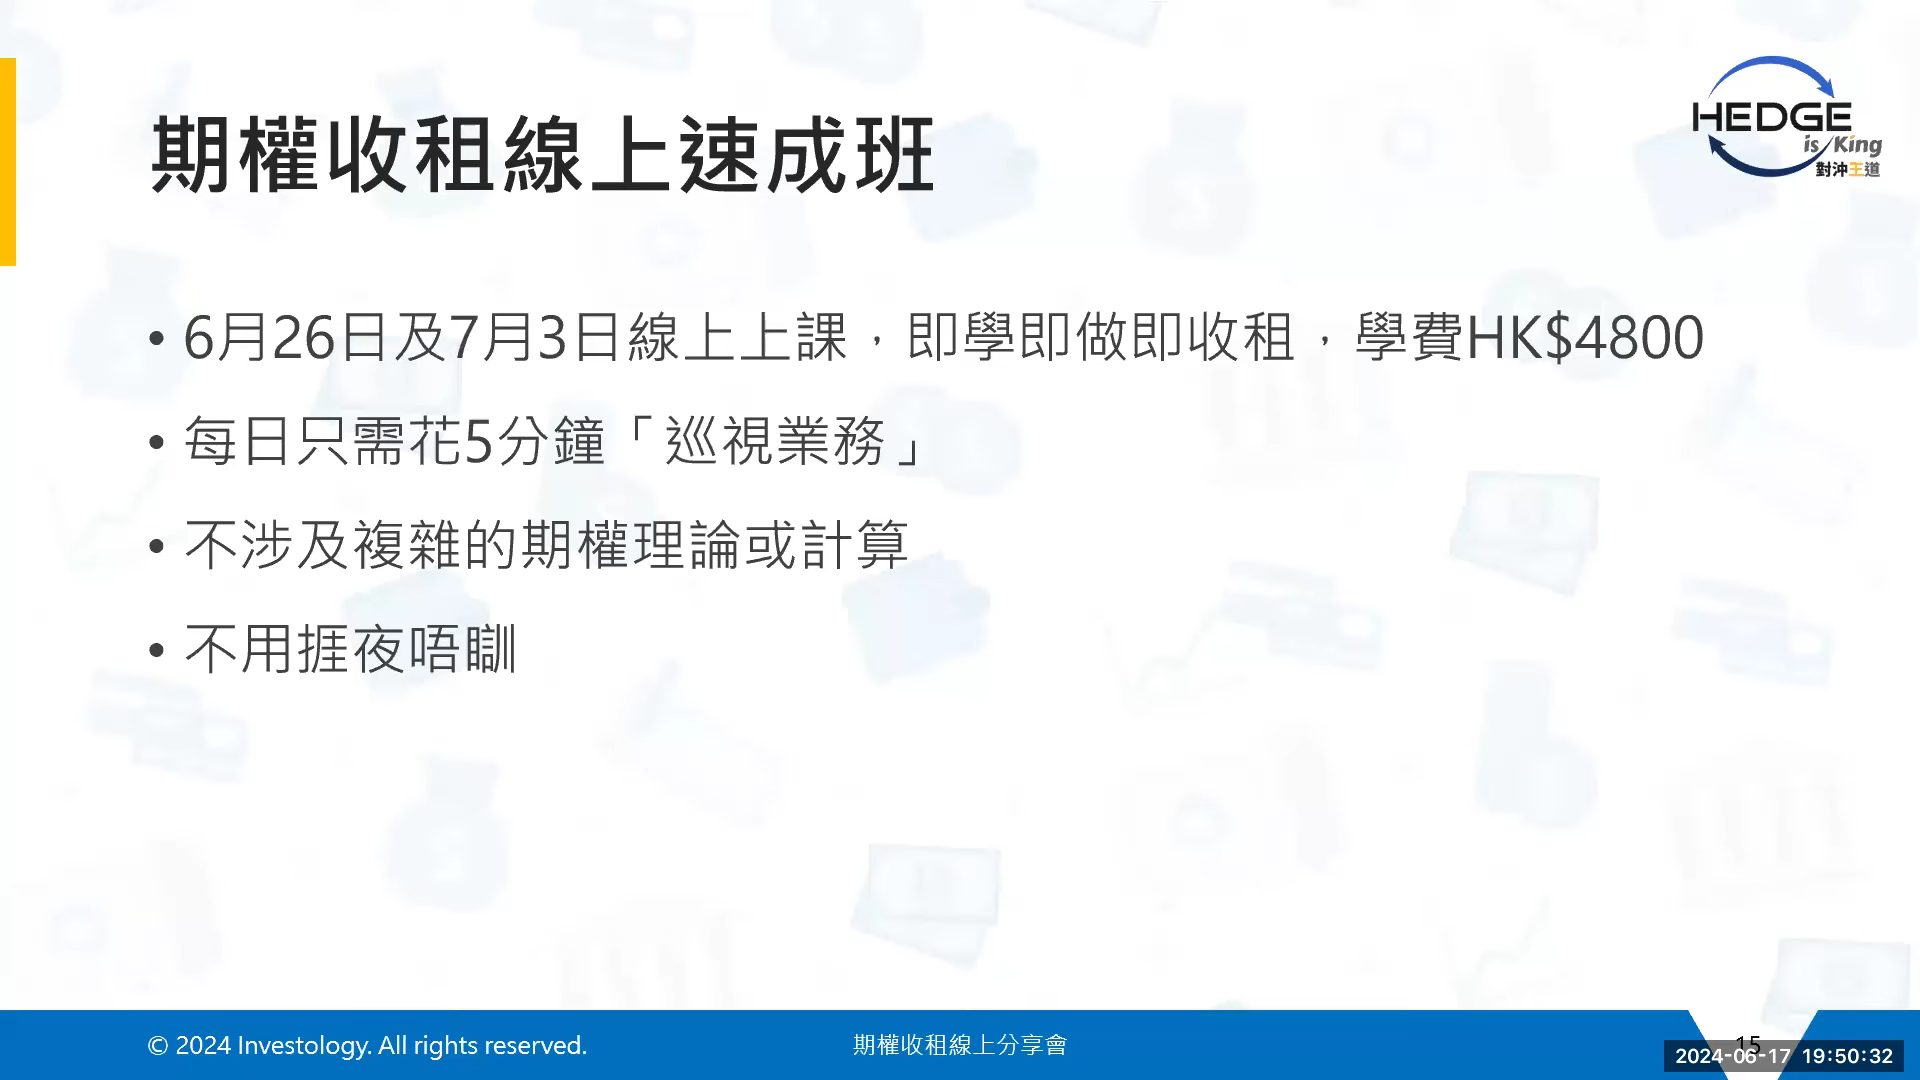 期權收租線上速成班
HEDGE
is King
對沖王道
• 6月26日及7月3日線上上課，即學即做即收租，學費HK$4800
• 每日只需花5分鐘「巡視業務」
• 不涉及複雜的期權理論或計算
• 不用捱夜唔瞓
© 2024 Investology. All rights reserved.
期權收租線上分享會
15
2024-06-17 19:50:32